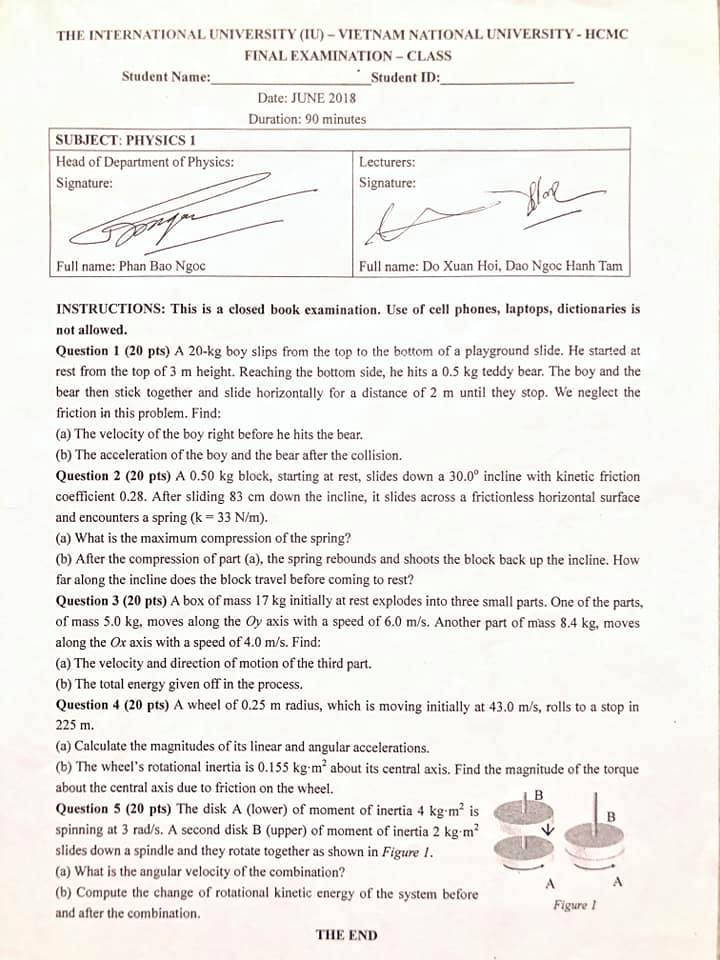 THE INTERNATIONAL UNIVERSITY (IU) – VIETNAM NATIONAL UNIVERSITY - HCMC
FINAL EXAMINATION – CLASS
Student Name: Student ID:
Date: JUNE 2018
Duration: 90 minutes
SUBJECT: PHYSICS 1
Head of Department of Physics:
Signature:
Full name: Phan Bao Ngoc
Lecturers:
Signature:
Full name: Do Xuan Hoi, Dao Ngoc Hanh Tam
INSTRUCTIONS: This is a closed book examination. Use of cell phones, laptops, dictionaries is
not allowed.
Question 1 (20 pts) A 20-kg boy slips from the top to the bottom of a playground slide. He started at
rest from the top of 3 m height. Reaching the bottom side, he hits a 0.5 kg teddy bear. The boy and the
bear then stick together and slide horizontally for a distance of 2 m until they stop. We neglect the
friction in this problem. Find:
(a) The velocity of the boy right before he hits the bear.
(b) The acceleration of the boy and the bear after the collision.
Question 2 (20 pts) A 0.50 kg block, starting at rest, slides down a 30.0º incline with kinetic friction
coefficient 0.28. After sliding 83 cm down the incline, it slides across a frictionless horizontal surface
and encounters a spring (k = 33 N/m).
(a) What is the maximum compression of the spring?
(b) After the compression of part (a), the spring rebounds and shoots the block back up the incline. How
far along the incline does the block travel before coming to rest?
Question 3 (20 pts) A box of mass 17 kg initially at rest explodes into three small parts. One of the parts,
of mass 5.0 kg, moves along the Oy axis with a speed of 6.0 m/s. Another part of mass 8.4 kg, moves
along the Ox axis with a speed of 4.0 m/s. Find:
(a) The velocity and direction of motion of the third part.
(b) The total energy given off in the process.
Question 4 (20 pts) A wheel of 0.25 m radius, which is moving initially at 43.0 m/s, rolls to a stop in
225 m.
(a) Calculate the magnitudes of its linear and angular accelerations.
(b) The wheel's rotational inertia is 0.155 kg·m² about its central axis. Find the magnitude of the torque
about the central axis due to friction on the wheel.
Question 5 (20 pts) The disk A (lower) of moment of inertia 4 kg·m² is
spinning at 3 rad/s. A second disk B (upper) of moment of inertia 2 kg·m²
slides down a spindle and they rotate together as shown in Figure 1.
(a) What is the angular velocity of the combination?
(b) Compute the change of rotational kinetic energy of the system before
and after the combination.
B
B
A
A
Figure 1
THE END